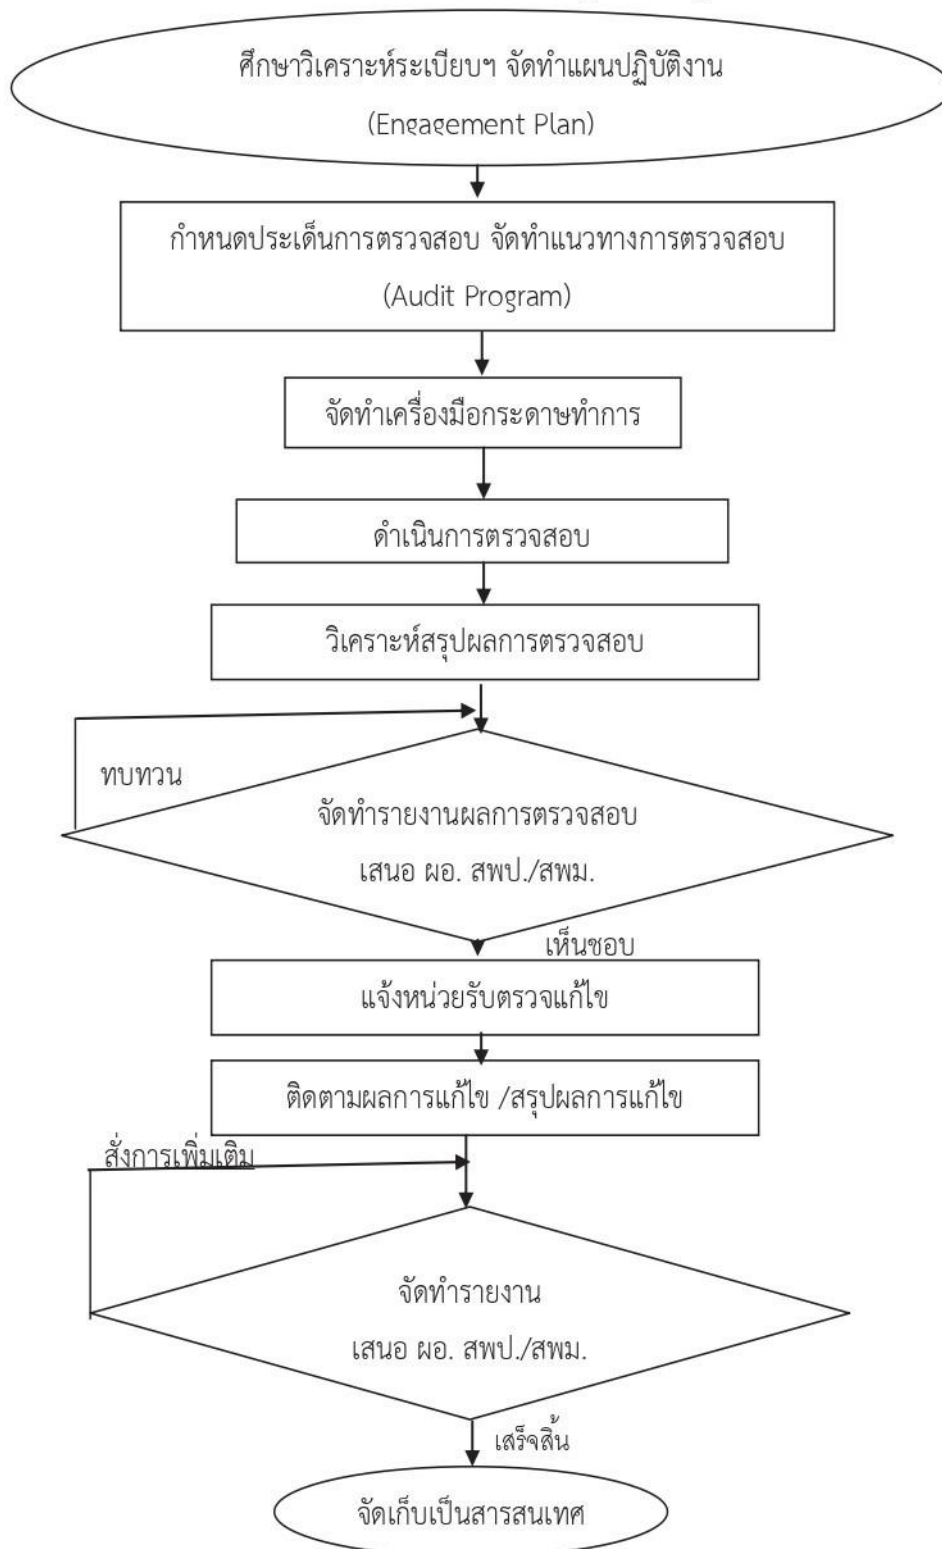 ศึกษาวิเคราะห์ระเบียบฯ จัดทำแผนปฏิบัติงาน
(Engagement Plan)
กำหนดประเด็นการตรวจสอบ จัดทำแนวทางการตรวจสอบ
(Audit Program)
จัดทำเครื่องมือกระดาษทำการ
ดำเนินการตรวจสอบ
วิเคราะห์สรุปผลการตรวจสอบ
ทบทวน
จัดทำรายงานผลการตรวจสอบ
เสนอ ผอ. สพป./สพม.
เห็นชอบ
แจ้งหน่วยรับตรวจแก้ไข
ติดตามผลการแก้ไข /สรุปผลการแก้ไข
สั่งการเพิ่มเติม
จัดทำรายงาน
เสนอ ผอ. สพป./สพม.
เสร็จสิ้น
จัดเก็บเป็นสารสนเทศ